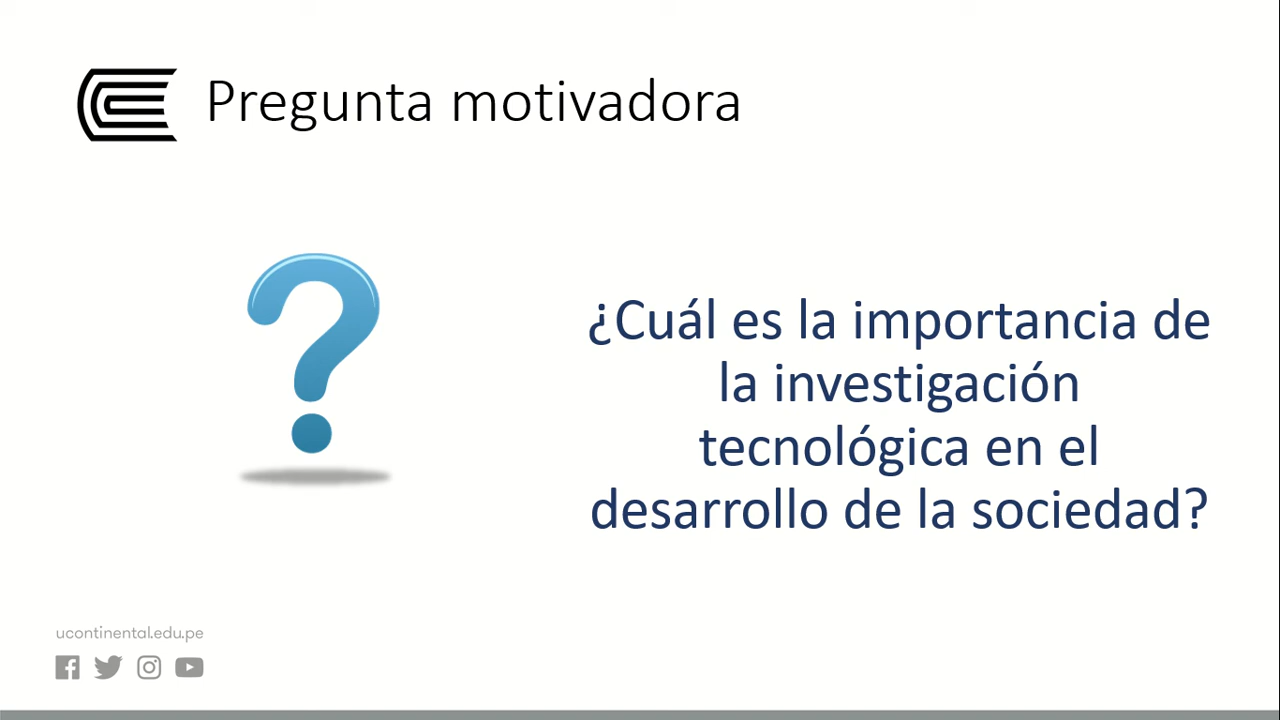 Pregunta motivadora
¿Cuál es la importancia de
la investigación
tecnológica en el
desarrollo de la sociedad?
ucontinental.edu.pe